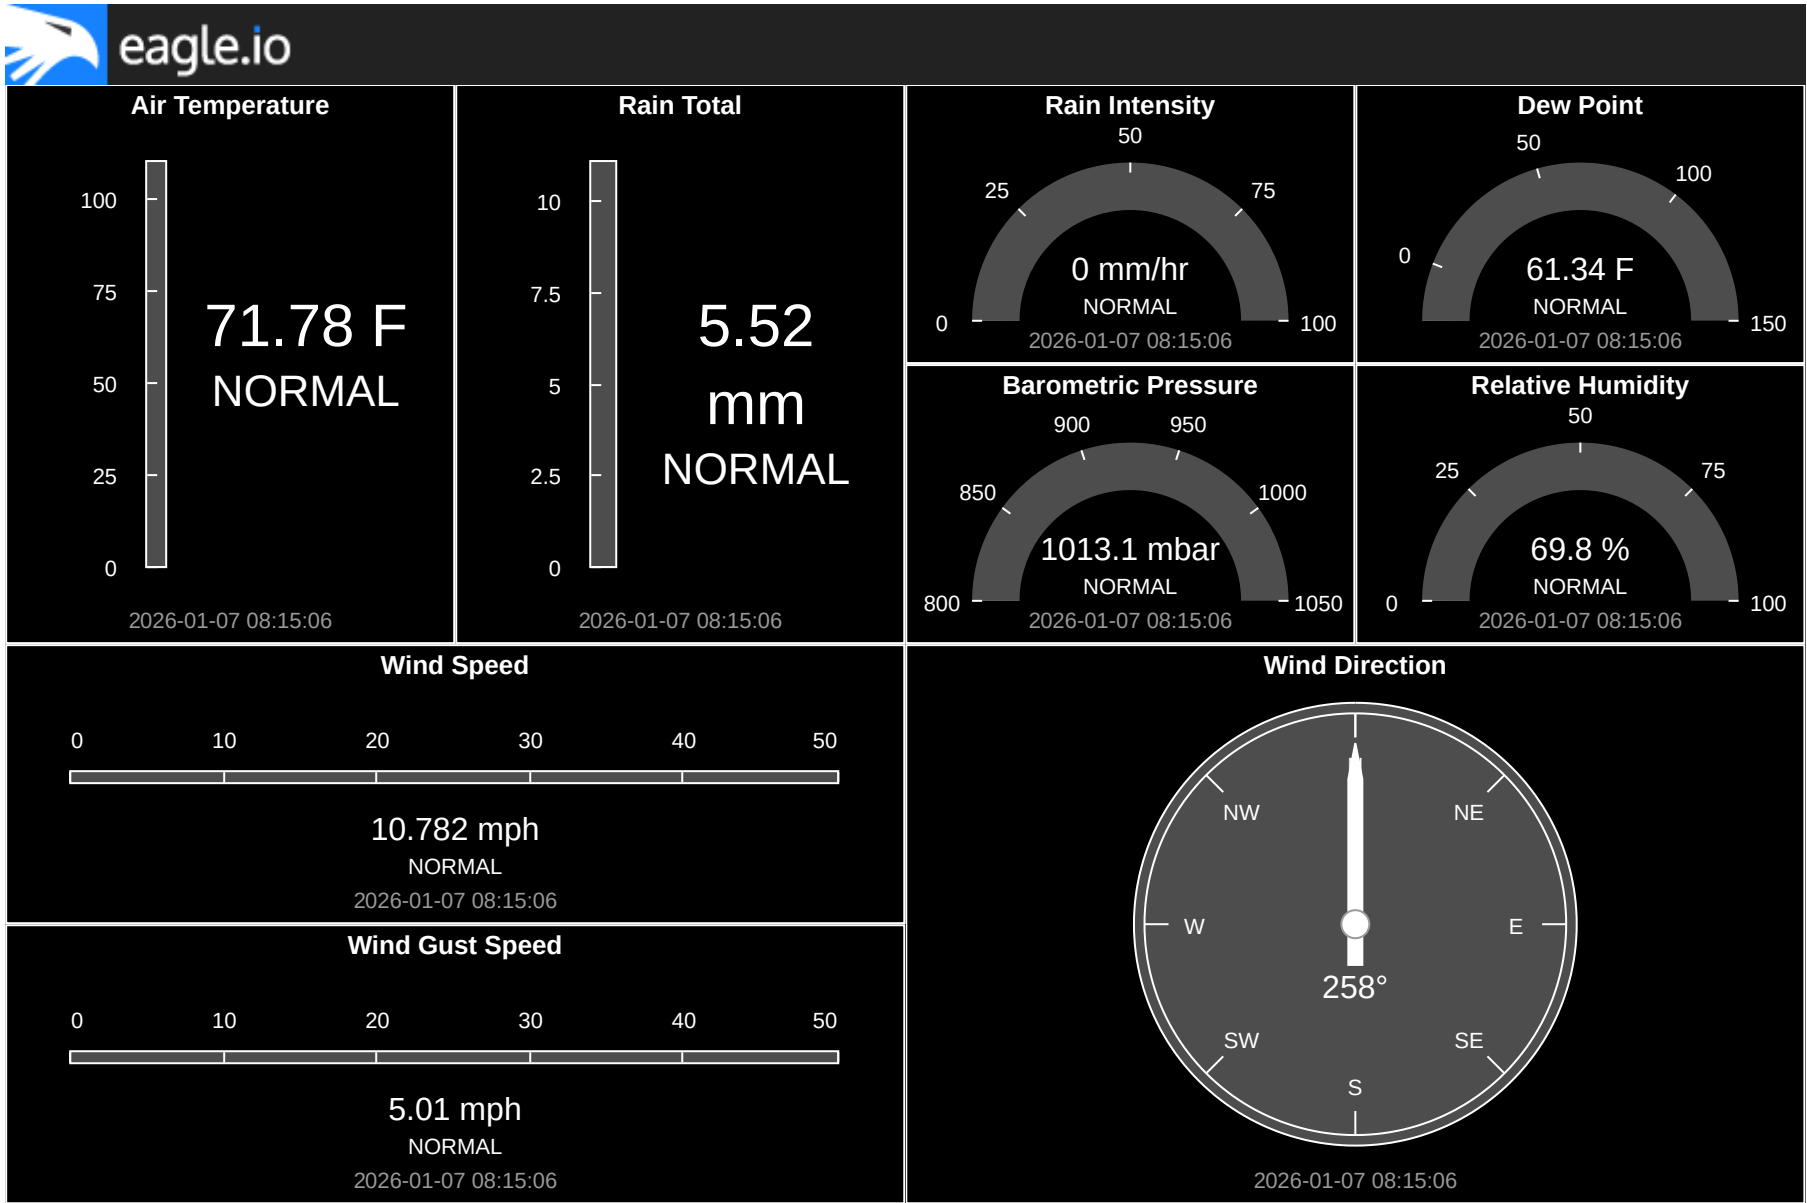 eagle.io
Air Temperature
100
75
50
25
0
71.78 F
NORMAL
2026-01-07 08:15:06
Rain Total
10
7.5
5
2.5
0
5.52
mm
NORMAL
2026-01-07 08:15:06
Rain Intensity
0
25
50
75
100
0 mm/hr
NORMAL
2026-01-07 08:15:06
Dew Point
0
50
100
150
61.34 F
NORMAL
2026-01-07 08:15:06
Barometric Pressure
800
850
900
950
1000
1050
1013.1 mbar
NORMAL
2026-01-07 08:15:06
Relative Humidity
0
25
50
75
100
69.8 %
NORMAL
2026-01-07 08:15:06
Wind Speed
0 10 20 30 40 50
10.782 mph
NORMAL
2026-01-07 08:15:06
Wind Gust Speed
0 10 20 30 40 50
5.01 mph
NORMAL
2026-01-07 08:15:06
Wind Direction
NW
NE
W
E
258°
SW
SE
S
2026-01-07 08:15:06